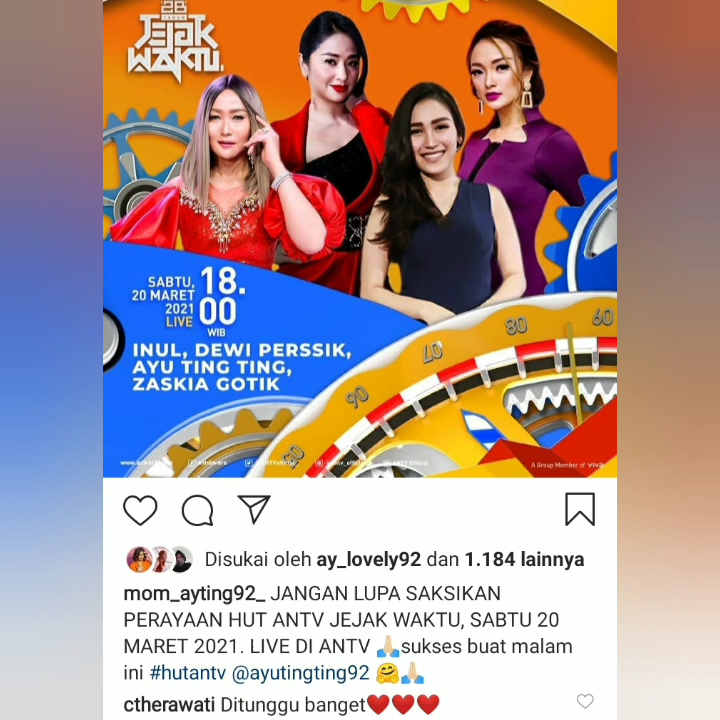 28
TAHUN
JEJAK
WAKTU
SABTU,
20 MARET
2021
LIVE
18.
00
WIB
INUL, DEWI PERSSIK,
AYU TING TING,
ZASKIA GOTIK
60
80
70
90
A Group Member of VIVA
Disukai oleh ay_lovely92 dan 1.184 lainnya
mom_ayting92_ JANGAN LUPA SAKSIKAN
PERAYAAN HUT ANTV JEJAK WAKTU, SABTU 20
MARET 2021. LIVE DI ANTV 🙏🏻sukses buat malam
ini #hutantv @ayutingting92 🤗🙏🏻
ctherawati Ditunggu banget❤️❤️❤️